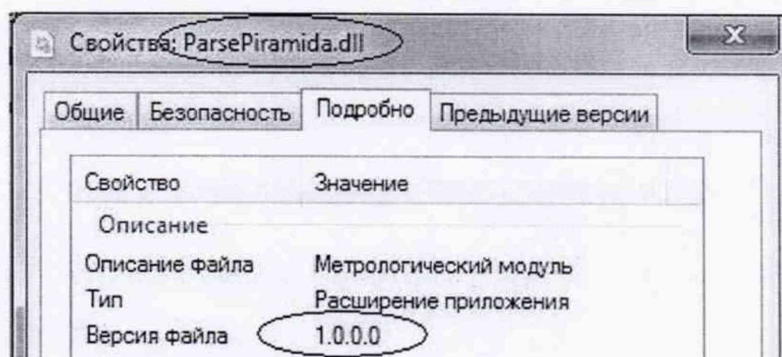 Свойства: ParsePiramida.dll
Общие Безопасность Подробно Предыдущие версии
Свойство Значение
Описание
Описание файла Метрологический модуль
Тип Расширение приложения
Версия файла 1.0.0.0